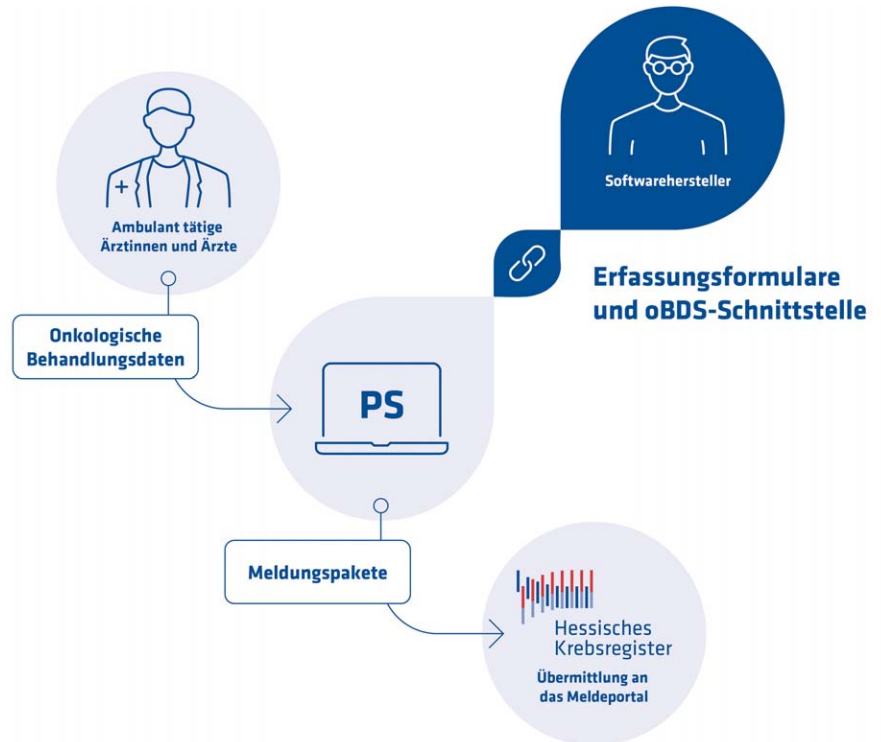 Softwarehersteller
Ambulant tätige
Ärztinnen und Ärzte
Erfassungsformulare
und oBDS-Schnittstelle
Onkologische
Behandlungsdaten
PS
Meldungspakete
Hessisches
Krebsregister
Übermittlung an
das Meldeportal